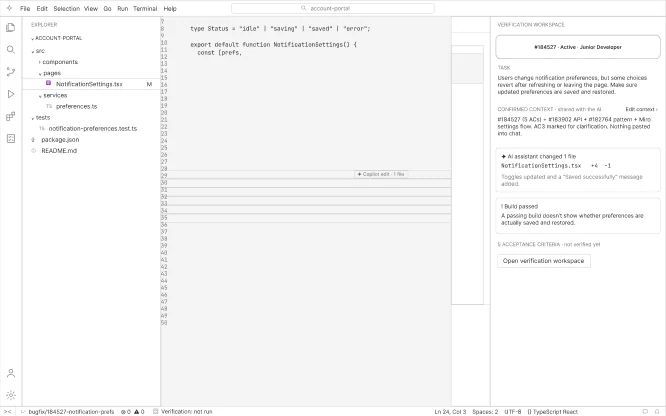 File Edit Selection View Go Run Terminal Help
account-portal
EXPLORER
ACCOUNT-PORTAL
src
components
pages
NotificationSettings.tsx M
services
preferences.ts
tests
notification-preferences.test.ts
package.json
README.md
7
8 type Status = "idle" | "saving" | "saved" | "error";
9
10 export default function NotificationSettings() {
11 const [prefs,
12
13
14
15
16
17
18
19
20
21
22
23
24
25
26
27
28
29 Copilot edit · 1 file
30
31
32
33
34
35
36
37
38
39
40
41
42
43
44
45
46
47
48
49
50
VERIFICATION WORKSPACE
#184527 · Active · Junior Developer
TASK
Users change notification preferences, but some choices
revert after refreshing or leaving the page. Make sure
updated preferences are saved and restored.
CONFIRMED CONTEXT · shared with the AI Edit context ›
#184527 (5 ACs) + #183902 API + #182764 pattern + Miro
settings flow. AC3 marked for clarification. Nothing pasted
into chat.
AI assistant changed 1 file
NotificationSettings.tsx +4 -1
Toggles updated and a "Saved successfully" message
added.
! Build passed
A passing build doesn't show whether preferences are
actually saved and restored.
5 ACCEPTANCE CRITERIA · not verified yet
Open verification workspace
bugfix/184527-notification-prefs 0 0 Verification: not run Ln 24, Col 3 Spaces: 2 UTF-8 {} TypeScript React